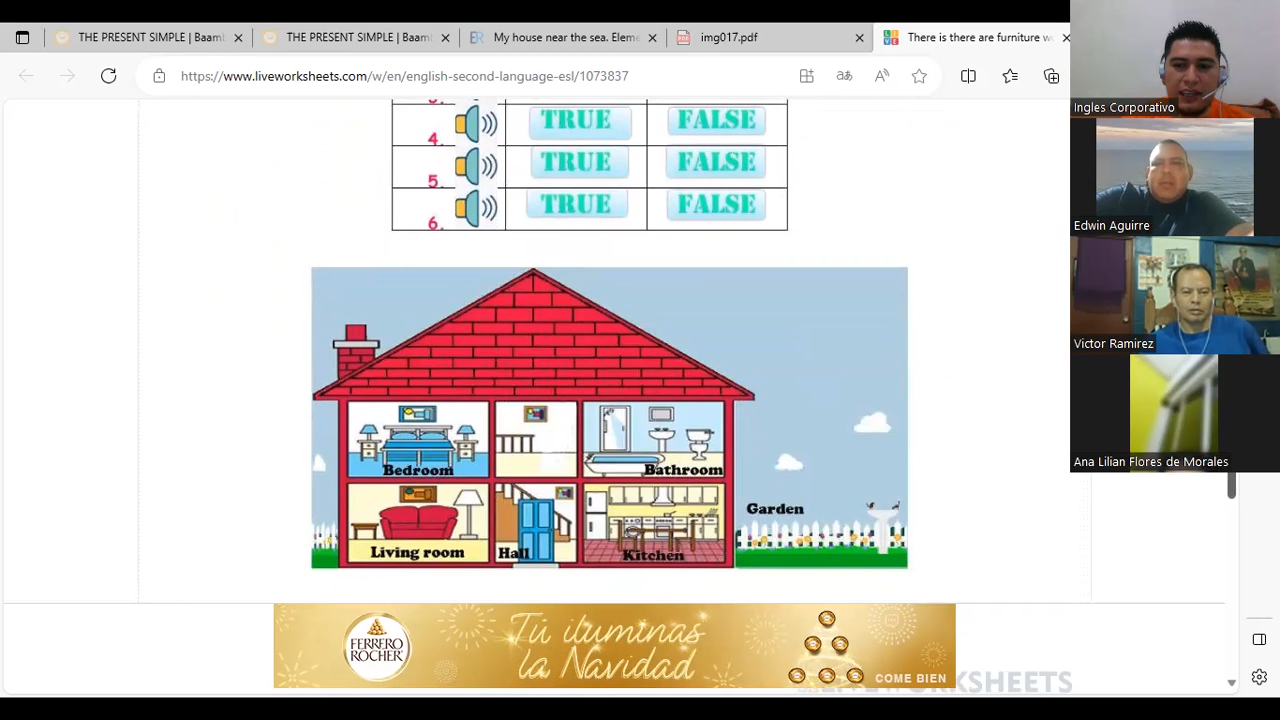 THE PRESENT SIMPLE | Baam
THE PRESENT SIMPLE | Baam
My house near the sea. Eleme
img017.pdf
There is there are furniture wo
https://www.liveworksheets.com/w/en/english-second-language-esl/1073837
Ingles Corporativo
Edwin Aguirre
Victor Ramirez
Ana Lilian Flores de Morales
4. TRUE FALSE
5. TRUE FALSE
6. TRUE FALSE
Bedroom
Bathroom
Living room
Hall
Kitchen
Garden
FERRERO
ROCHER
Tú iluminas
la Navidad
COME BIEN
LIVEWORKSHEETS